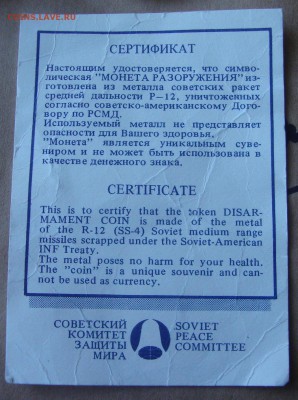 СЕРТИФИКАТ
Настоящим удостоверяется, что симво-
лическая "МОНЕТА РАЗОРУЖЕНИЯ" из-
готовлена из металла советских ракет
средней дальности Р-12, уничтоженных
согласно советско-американскому Дого-
вору по РСМД.
Используемый металл не представляет
опасности для Вашего здоровья.
"Монета" является уникальным суве-
ниром и не может быть использована в
качестве денежного знака.
CERTIFICATE
This is to certify that the token DISAR-
MAMENT COIN is made of the metal
of the R-12 (SS-4) Soviet medium range
missiles scrapped under the Soviet-American
INF Treaty.
The metal poses no harm for your health.
The "coin" is a unique souvenir and can-
not be used as currency.
СОВЕТСКИЙ
КОМИТЕТ
ЗАЩИТЫ
МИРА
SOVIET
PEACE
COMMITTEE